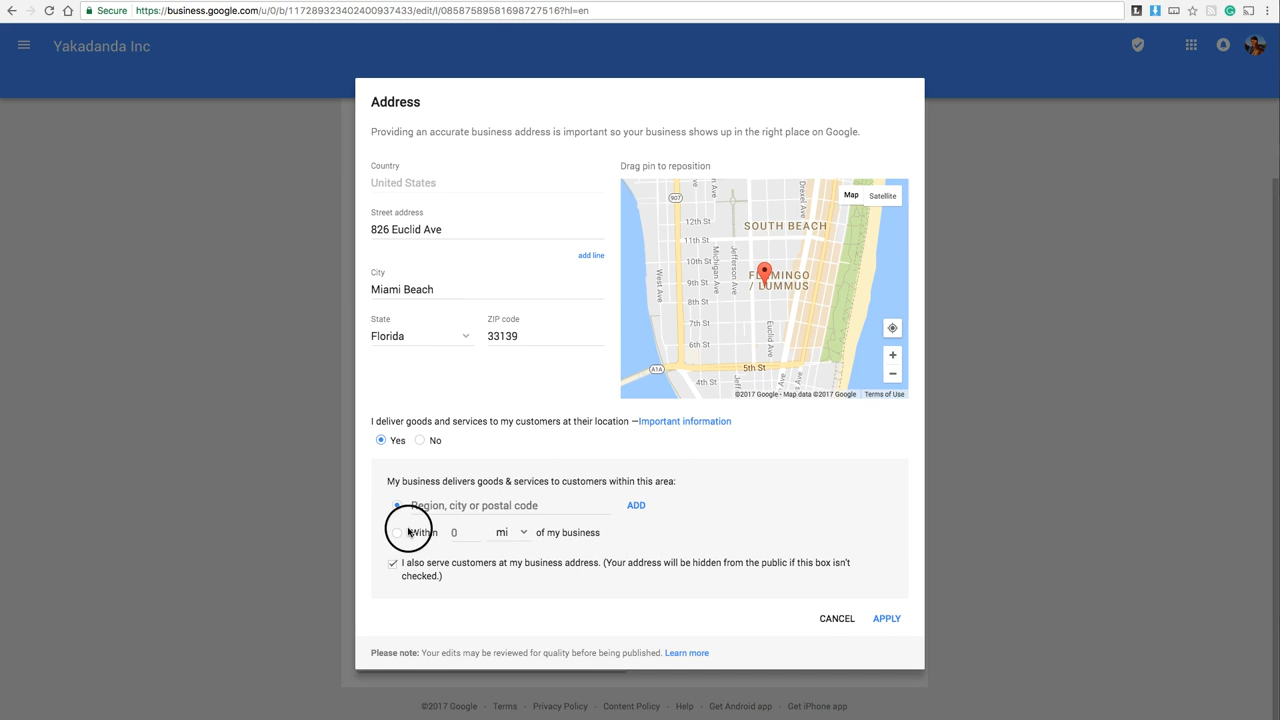 Secure https://business.google.com/u/0/b/117289323402400937433/edit/l/08587589581698727516?hl=en
Yakadanda Inc
Address
Providing an accurate business address is important so your business shows up in the right place on Google.
Country
United States
Street address
826 Euclid Ave
add line
City
Miami Beach
State
Florida
ZIP code
33139
Drag pin to reposition
Map
Satellite
907
12th St
11th St
10th St
9th St
8th St
7th St
6th St
5th St
4th St
A1A
West Ave
Michigan Ave
Jefferson Ave
Euclid Ave
Drexel Ave
SOUTH BEACH
FLAMINGO
/ LUMMUS
+
−
©2017 Google - Map data ©2017 Google
Terms of Use
I deliver goods and services to my customers at their location —Important information
Yes
No
My business delivers goods & services to customers within this area:
Region, city or postal code
ADD
Within 0 mi of my business
I also serve customers at my business address. (Your address will be hidden from the public if this box isn't
checked.)
CANCEL
APPLY
Please note: Your edits may be reviewed for quality before being published. Learn more
©2017 Google - Terms - Privacy Policy - Content Policy - Help - Get Android app - Get iPhone app